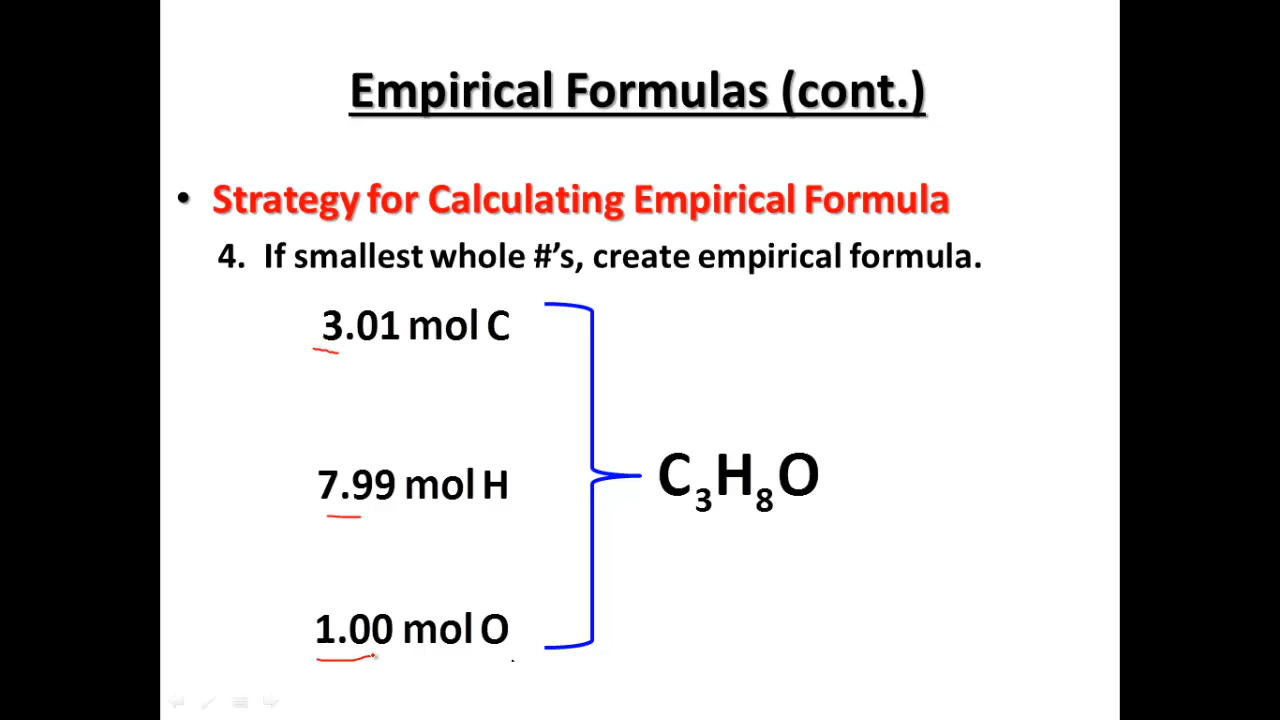 Empirical Formulas (cont.)
• Strategy for Calculating Empirical Formula
4. If smallest whole #’s, create empirical formula.
3.01 mol C
7.99 mol H
C₃H₈O
1.00 mol O